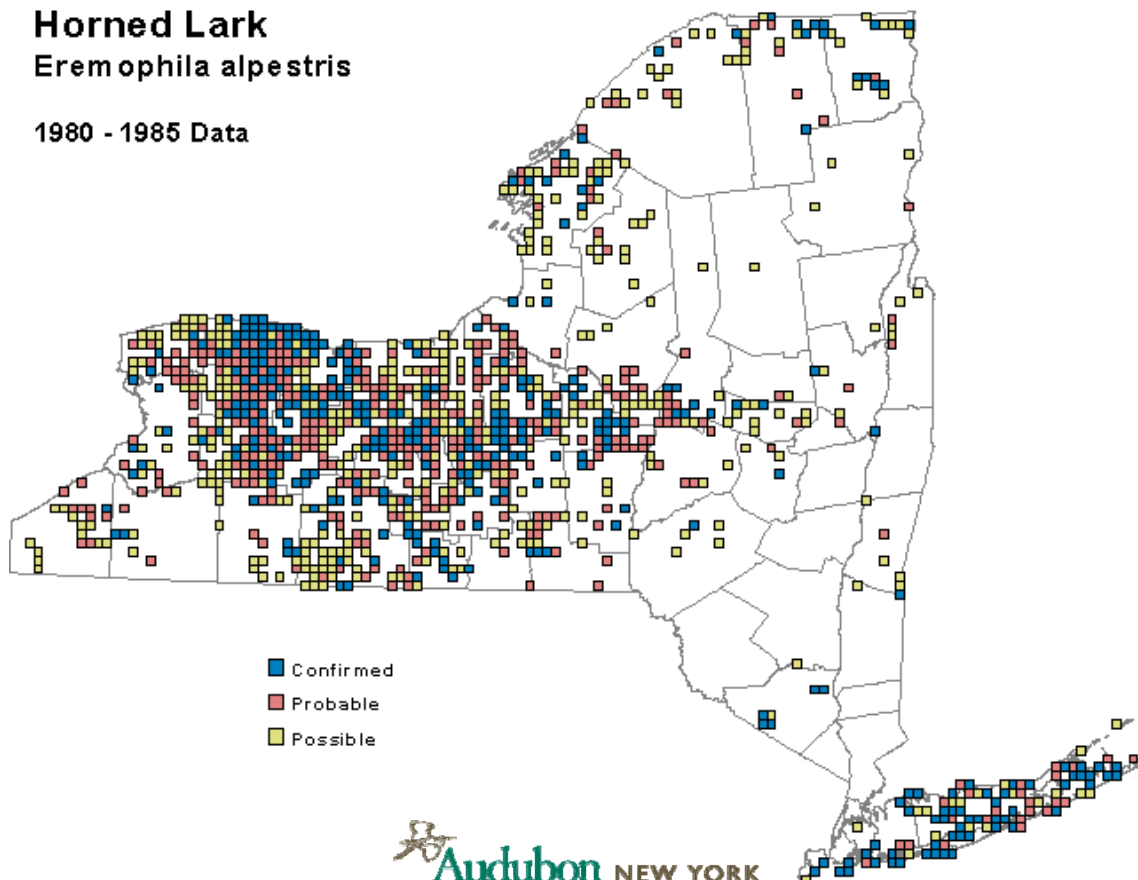 Horned Lark
Eremophila alpestris
1980 - 1985 Data
Confirmed
Probable
Possible
Audubon NEW YORK